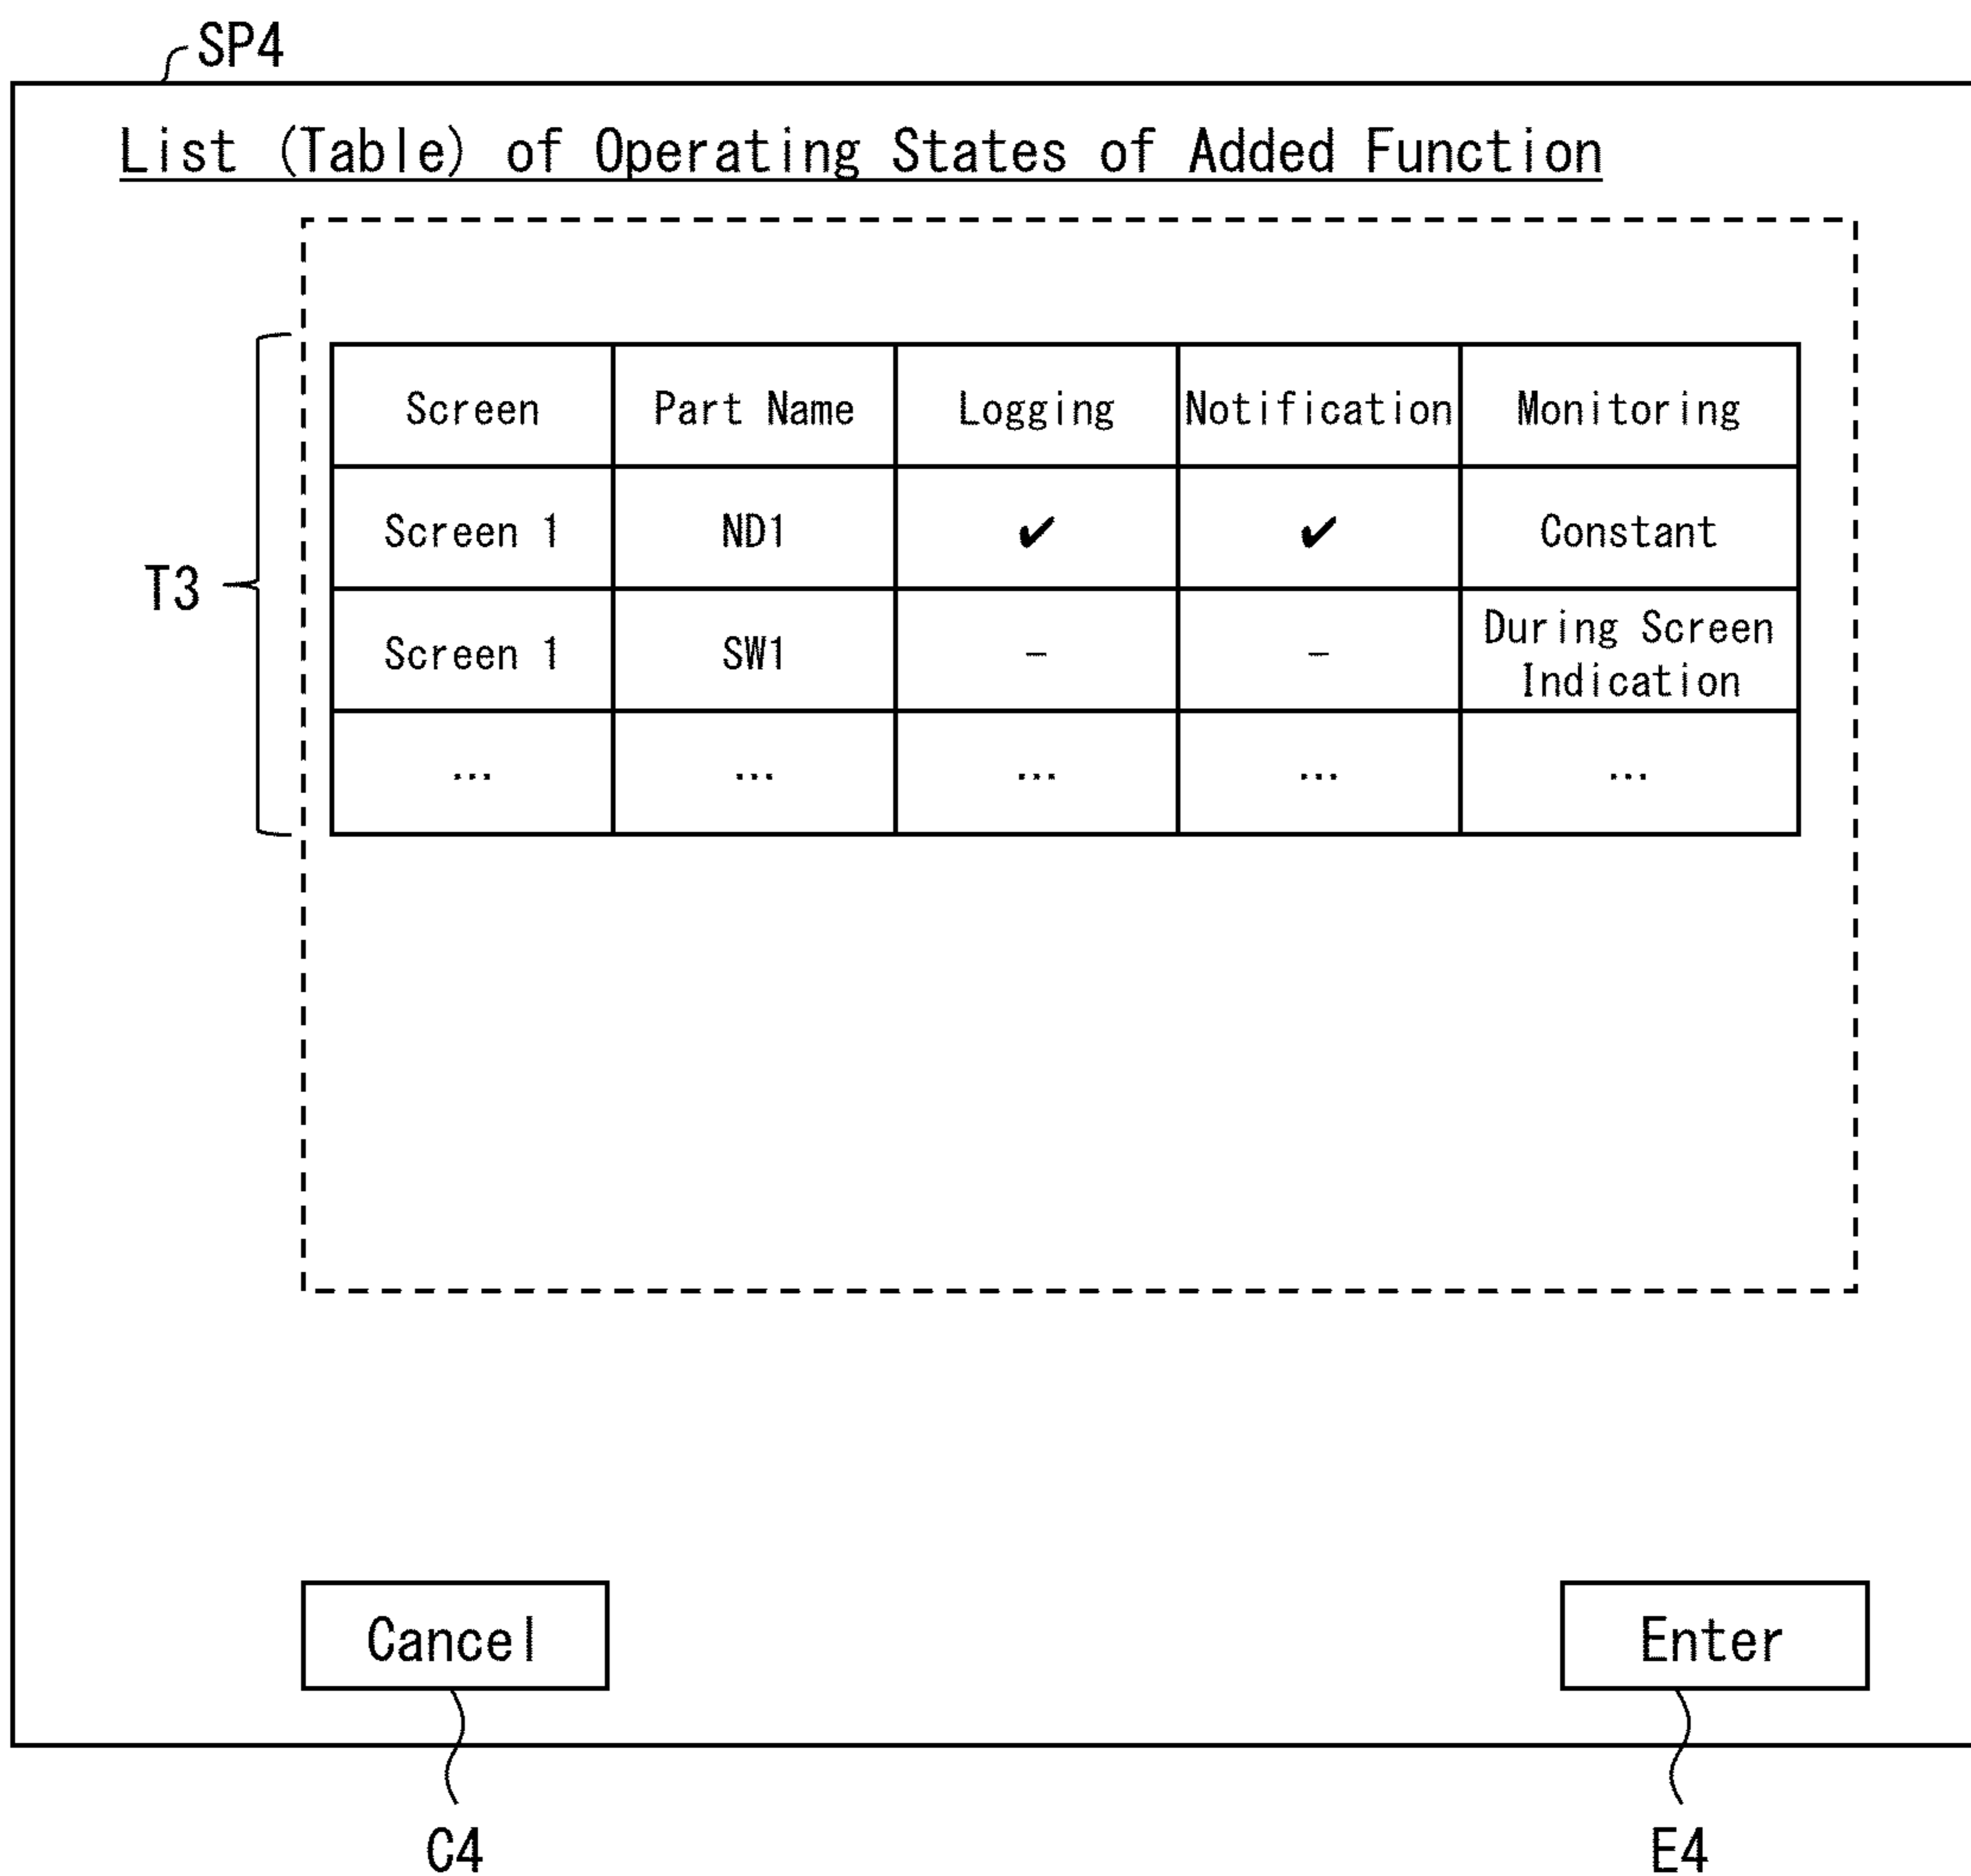 SP4
List (Table) of Operating States of Added Function
Screen Part Name Logging Notification Monitoring
Screen 1 ND1 ✔ ✔ Constant
Screen 1 SW1 – – During Screen
Indication
... ... ... ... ...
T3
Cancel Enter
C4 E4